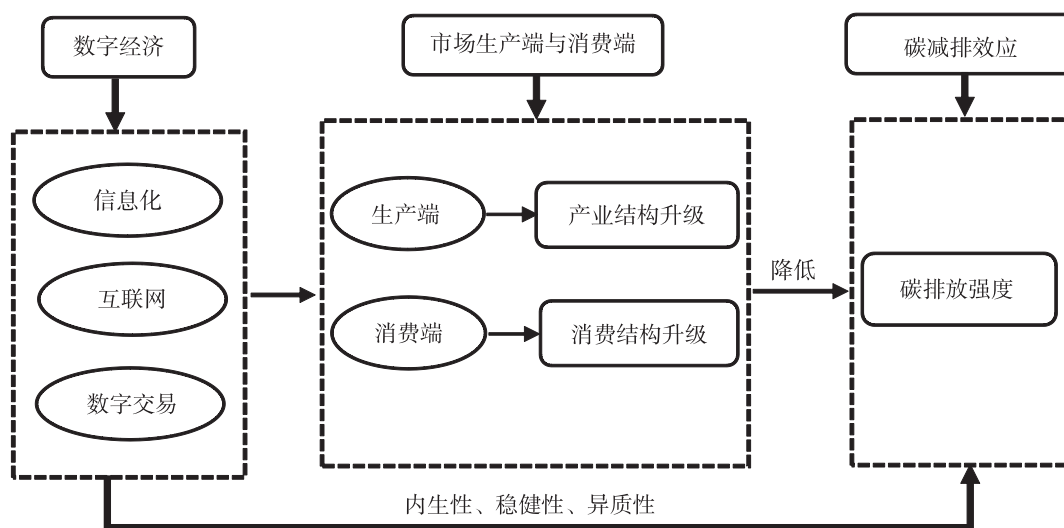 数字经济
市场生产端与消费端
碳减排效应
信息化
互联网
数字交易
生产端
产业结构升级
消费端
消费结构升级
降低
碳排放强度
内生性、稳健性、异质性